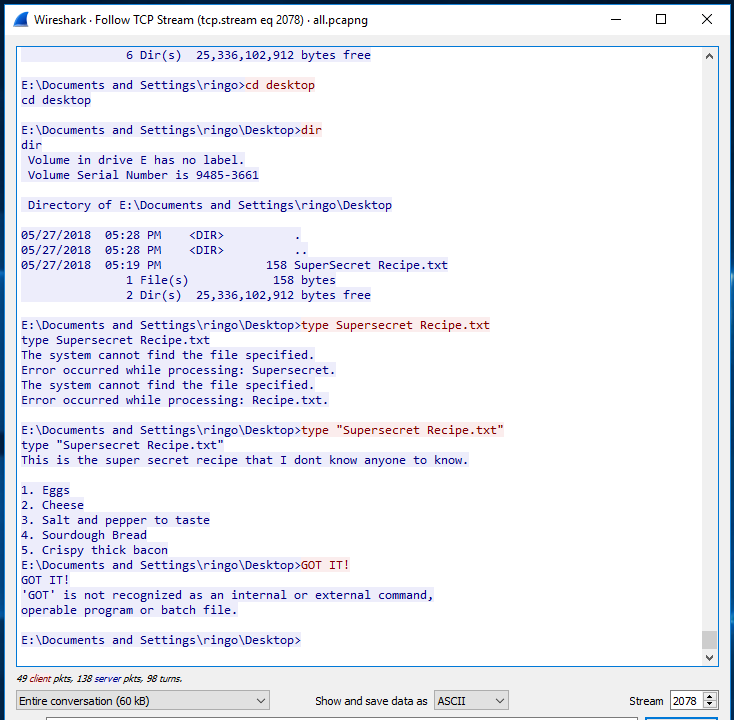 Wireshark · Follow TCP Stream (tcp.stream eq 2078) · all.pcapng
6 Dir(s)  25,336,102,912 bytes free
E:\Documents and Settings\ringo>cd desktop
cd desktop
E:\Documents and Settings\ringo\Desktop>dir
dir
Volume in drive E has no label.
Volume Serial Number is 9485-3661
Directory of E:\Documents and Settings\ringo\Desktop
05/27/2018  05:28 PM    <DIR>          .
05/27/2018  05:28 PM    <DIR>          ..
05/27/2018  05:19 PM               158 SuperSecret Recipe.txt
1 File(s)            158 bytes
2 Dir(s)  25,336,102,912 bytes free
E:\Documents and Settings\ringo\Desktop>type Supersecret Recipe.txt
type Supersecret Recipe.txt
The system cannot find the file specified.
Error occurred while processing: Supersecret.
The system cannot find the file specified.
Error occurred while processing: Recipe.txt.
E:\Documents and Settings\ringo\Desktop>type "Supersecret Recipe.txt"
type "Supersecret Recipe.txt"
This is the super secret recipe that I dont know anyone to know.
1. Eggs
2. Cheese
3. Salt and pepper to taste
4. Sourdough Bread
5. Crispy thick bacon
E:\Documents and Settings\ringo\Desktop>GOT IT!
GOT IT!
'GOT' is not recognized as an internal or external command,
operable program or batch file.
E:\Documents and Settings\ringo\Desktop>
49 client pkts, 138 server pkts, 98 turns.
Entire conversation (60 kB) Show and save data as ASCII Stream 2078